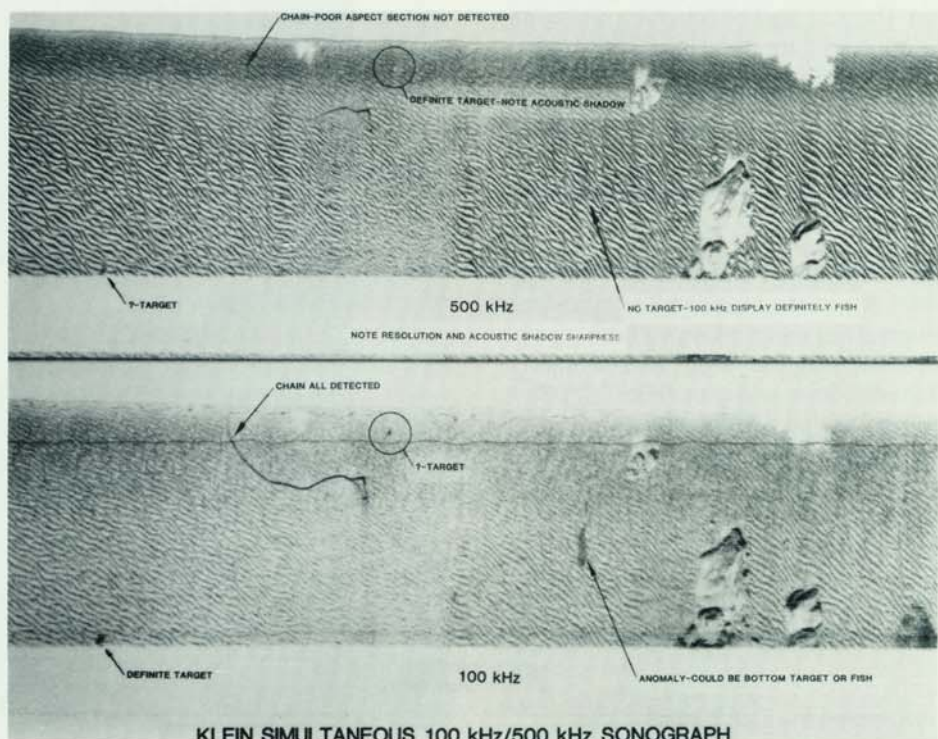 CHAIN-POOR ASPECT SECTION NOT DETECTED
DEFINITE TARGET-NOTE ACOUSTIC SHADOW
?-TARGET
500 kHz
NO TARGET-100 kHz DISPLAY DEFINITELY FISH
NOTE RESOLUTION AND ACOUSTIC SHADOW SHARPNESS
CHAIN ALL DETECTED
?-TARGET
DEFINITE TARGET
100 kHz
ANOMALY-COULD BE BOTTOM TARGET OR FISH
KLEIN SIMULTANEOUS 100 kHz/500 kHz SONOGRAPH